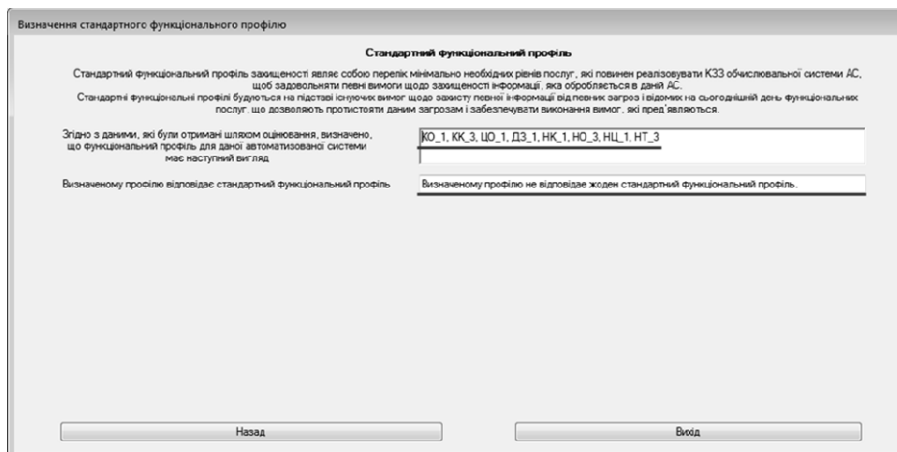 Визначення стандартного функціонального профілю
Стандартний функціональний профіль
Стандартний функціональний профіль захищеності являє собою перелік мінімально необхідних рівнів послуг, які повинен реалізовувати КЗЗ обчислювальної системи АС,
щоб задовольняти певні вимоги щодо захищеності інформації, яка обробляється в даній АС.
Стандартні функціональні профілі будуються на підставі існуючих вимог щодо захисту певної інформації від певних загроз і відомих на сьогоднішній день функціональних
послуг, що дозволяють протистояти даним загрозам і забезпечувати виконання вимог, які пред'являються.
Згідно з даними, які були отримані шляхом оцінювання, визначено,
що функціональний профіль для даної автоматизованої системи
має наступний вигляд
КО_1, КК_3, ЦО_1, ДЗ_1, НК_1, НО_3, НЦ_1, НТ_3
Визначеному профілю відповідає стандартний функціональний профіль
Визначеному профілю не відповідає жоден стандартний функціональний профіль.
Назад
Вихід